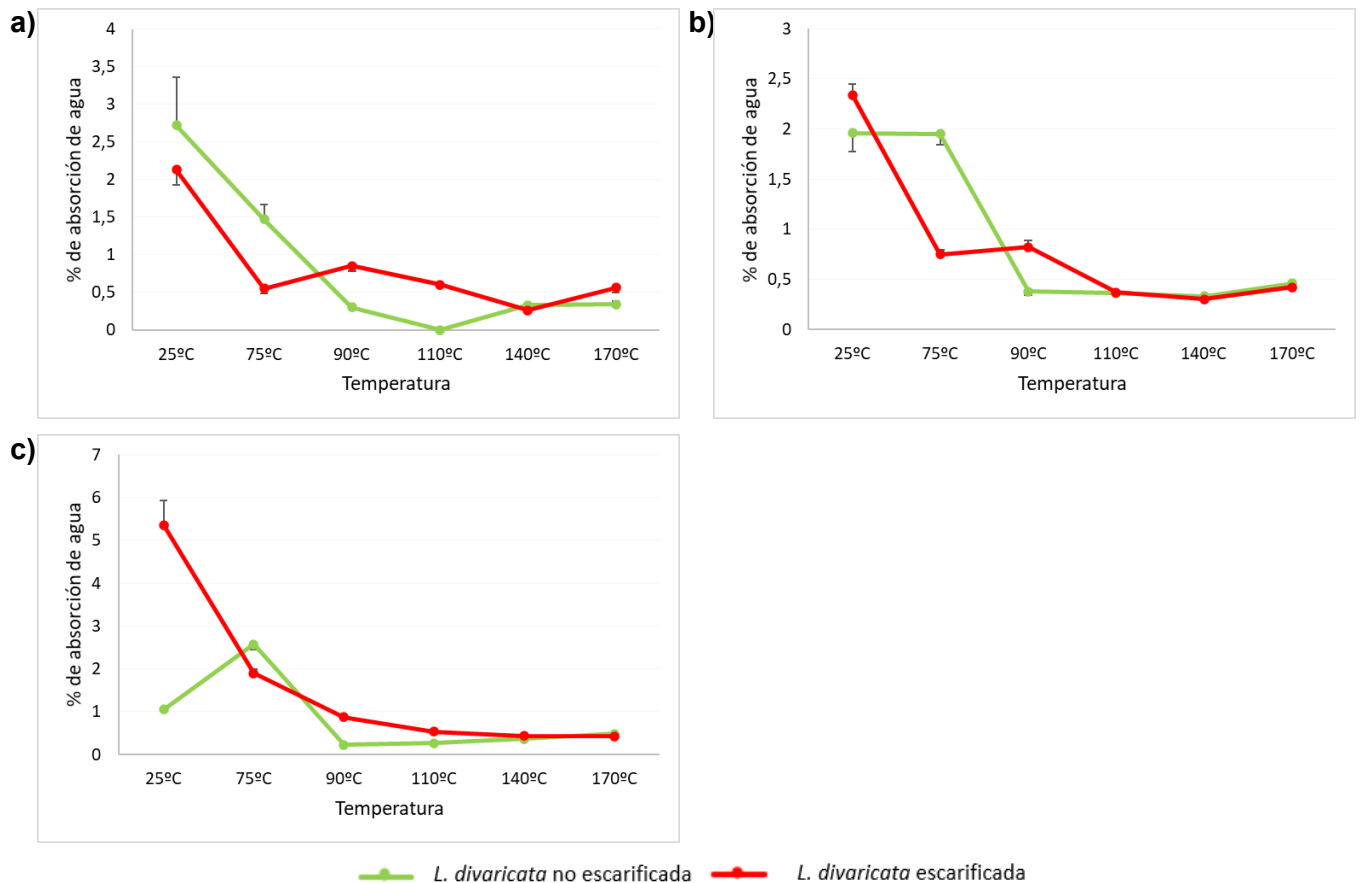 a)
4
3,5
3
2,5
2
1,5
1
0,5
0
% de absorción de agua
25ºC 75ºC 90ºC 110ºC 140ºC 170ºC
Temperatura
b)
3
2,5
2
1,5
1
0,5
0
% de absorción de agua
25ºC 75ºC 90ºC 110ºC 140ºC 170ºC
Temperatura
c)
7
6
5
4
3
2
1
0
% de absorción de agua
25ºC 75ºC 90ºC 110ºC 140ºC 170ºC
Temperatura
L. divaricata no escarificada L. divaricata escarificada